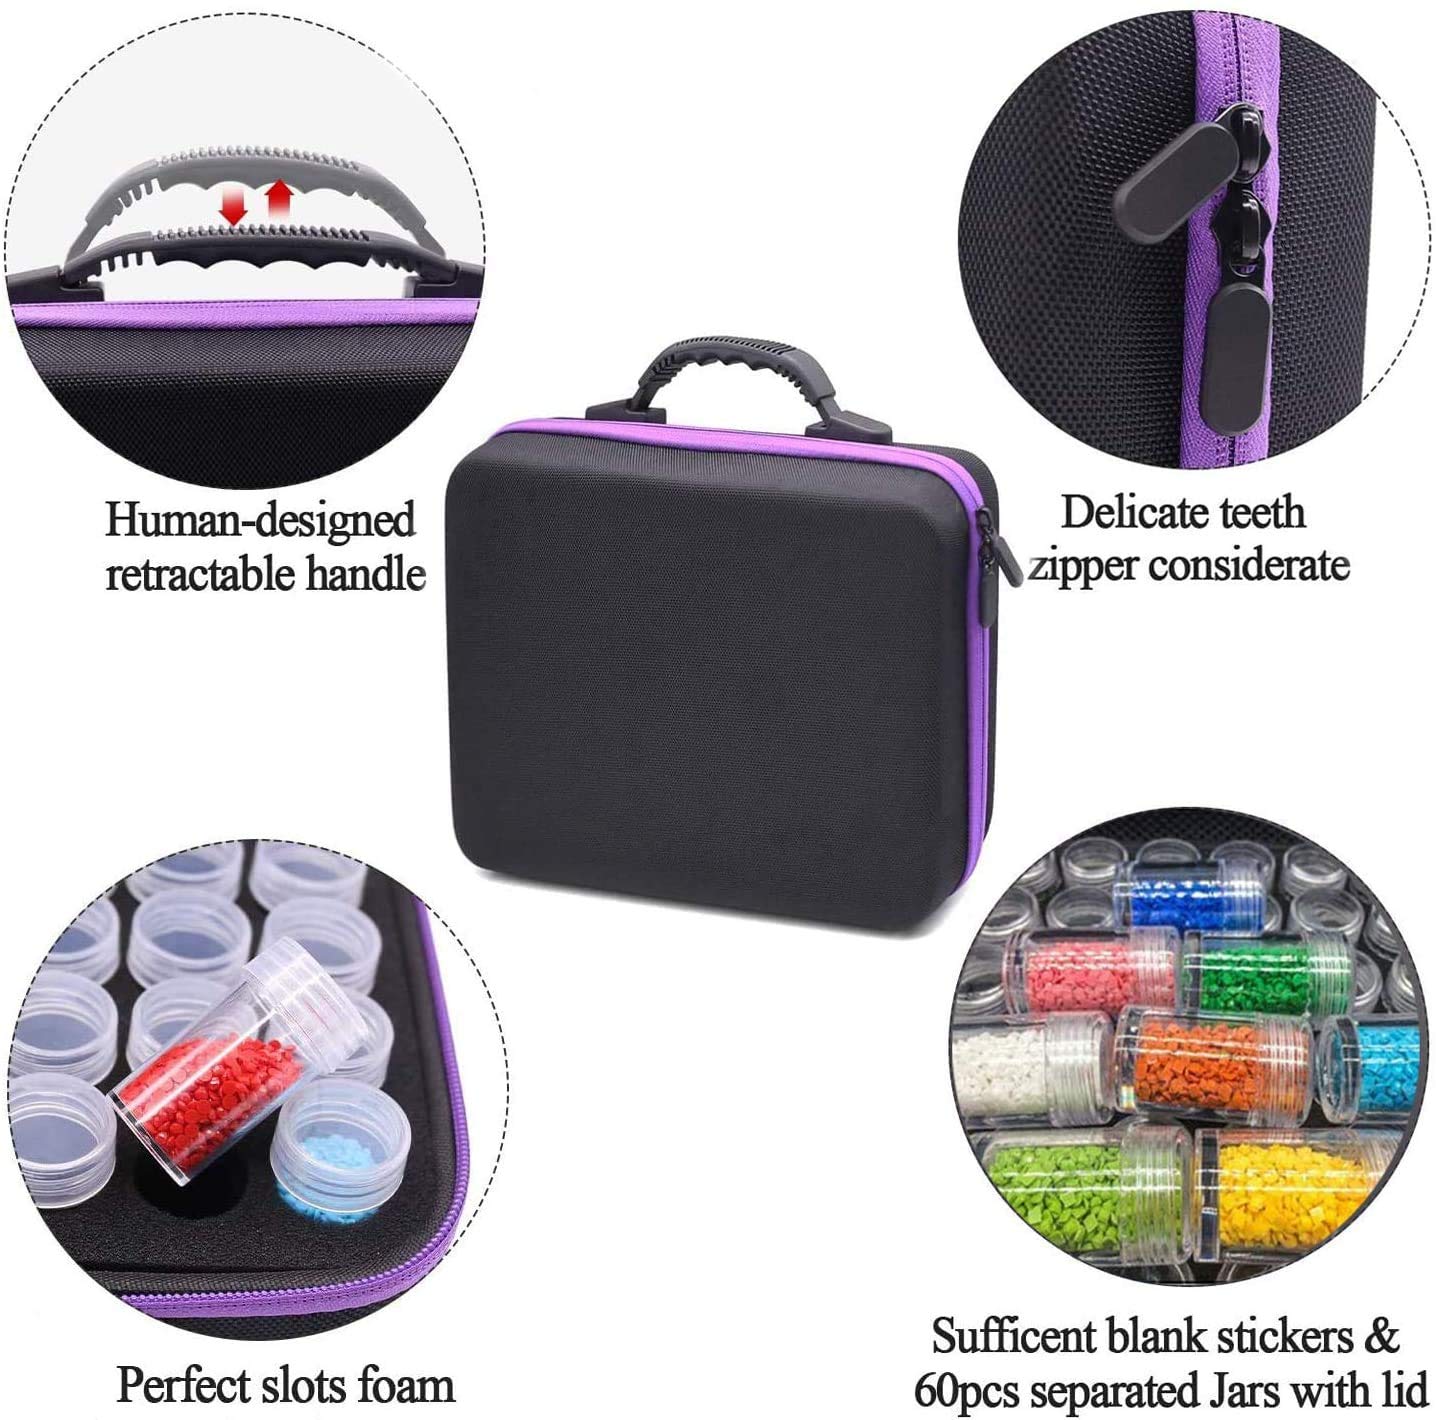 Human-designed
retractable handle
Delicate teeth
zipper considerate
Perfect slots foam
Sufficent blank stickers &
60pcs separated Jars with lid